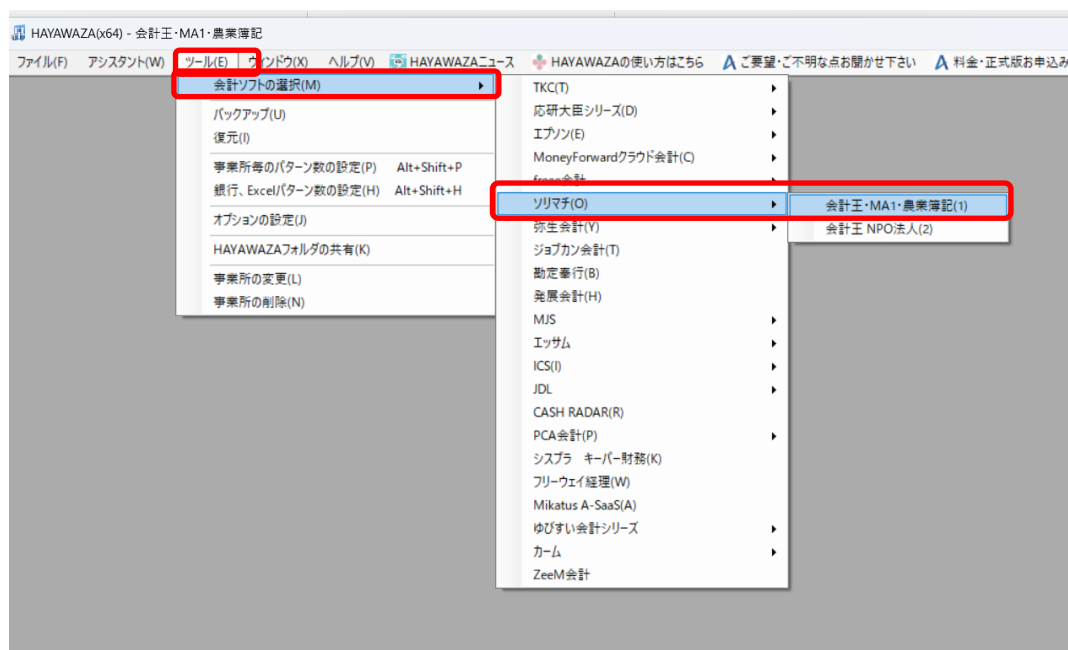 HAYAWAZA(x64) - 会計王・MA1・農業簿記
ファイル(F) アシスタント(W) ツール(E) ウィンドウ(X) ヘルプ(V) HAYAWAZAニュース HAYAWAZAの使い方はこちら ご要望・ご不明な点お聞かせ下さい 料金・正式版お申込み
会計ソフトの選択(M)
バックアップ(U)
復元(I)
事業所毎のパターン数の設定(P) Alt+Shift+P
銀行、Excelパターン数の設定(H) Alt+Shift+H
オプションの設定(J)
HAYAWAZAフォルダの共有(K)
事業所の変更(L)
事業所の削除(N)
TKC(T)
応研大臣シリーズ(D)
エプソン(E)
MoneyForwardクラウド会計(C)
freee会計
ソリマチ(O)
弥生会計(Y)
ジョブカン会計(T)
勘定奉行(B)
発展会計(H)
MJS
エッサム
ICS(I)
JDL
CASH RADAR(R)
PCA会計(P)
シスプラ キーパー財務(K)
フリーウェイ経理(W)
Mikatus A-SaaS(A)
ゆびすい会計シリーズ
カーム
ZeeM会計
会計王・MA1・農業簿記(1)
会計王 NPO法人(2)